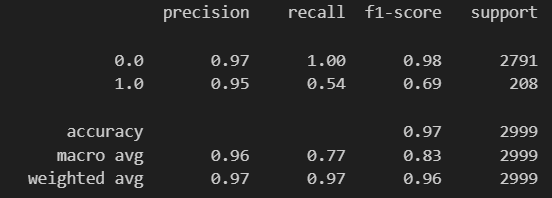 precision recall f1-score support
0.0 0.97 1.00 0.98 2791
1.0 0.95 0.54 0.69 208
accuracy 0.97 2999
macro avg 0.96 0.77 0.83 2999
weighted avg 0.97 0.97 0.96 2999